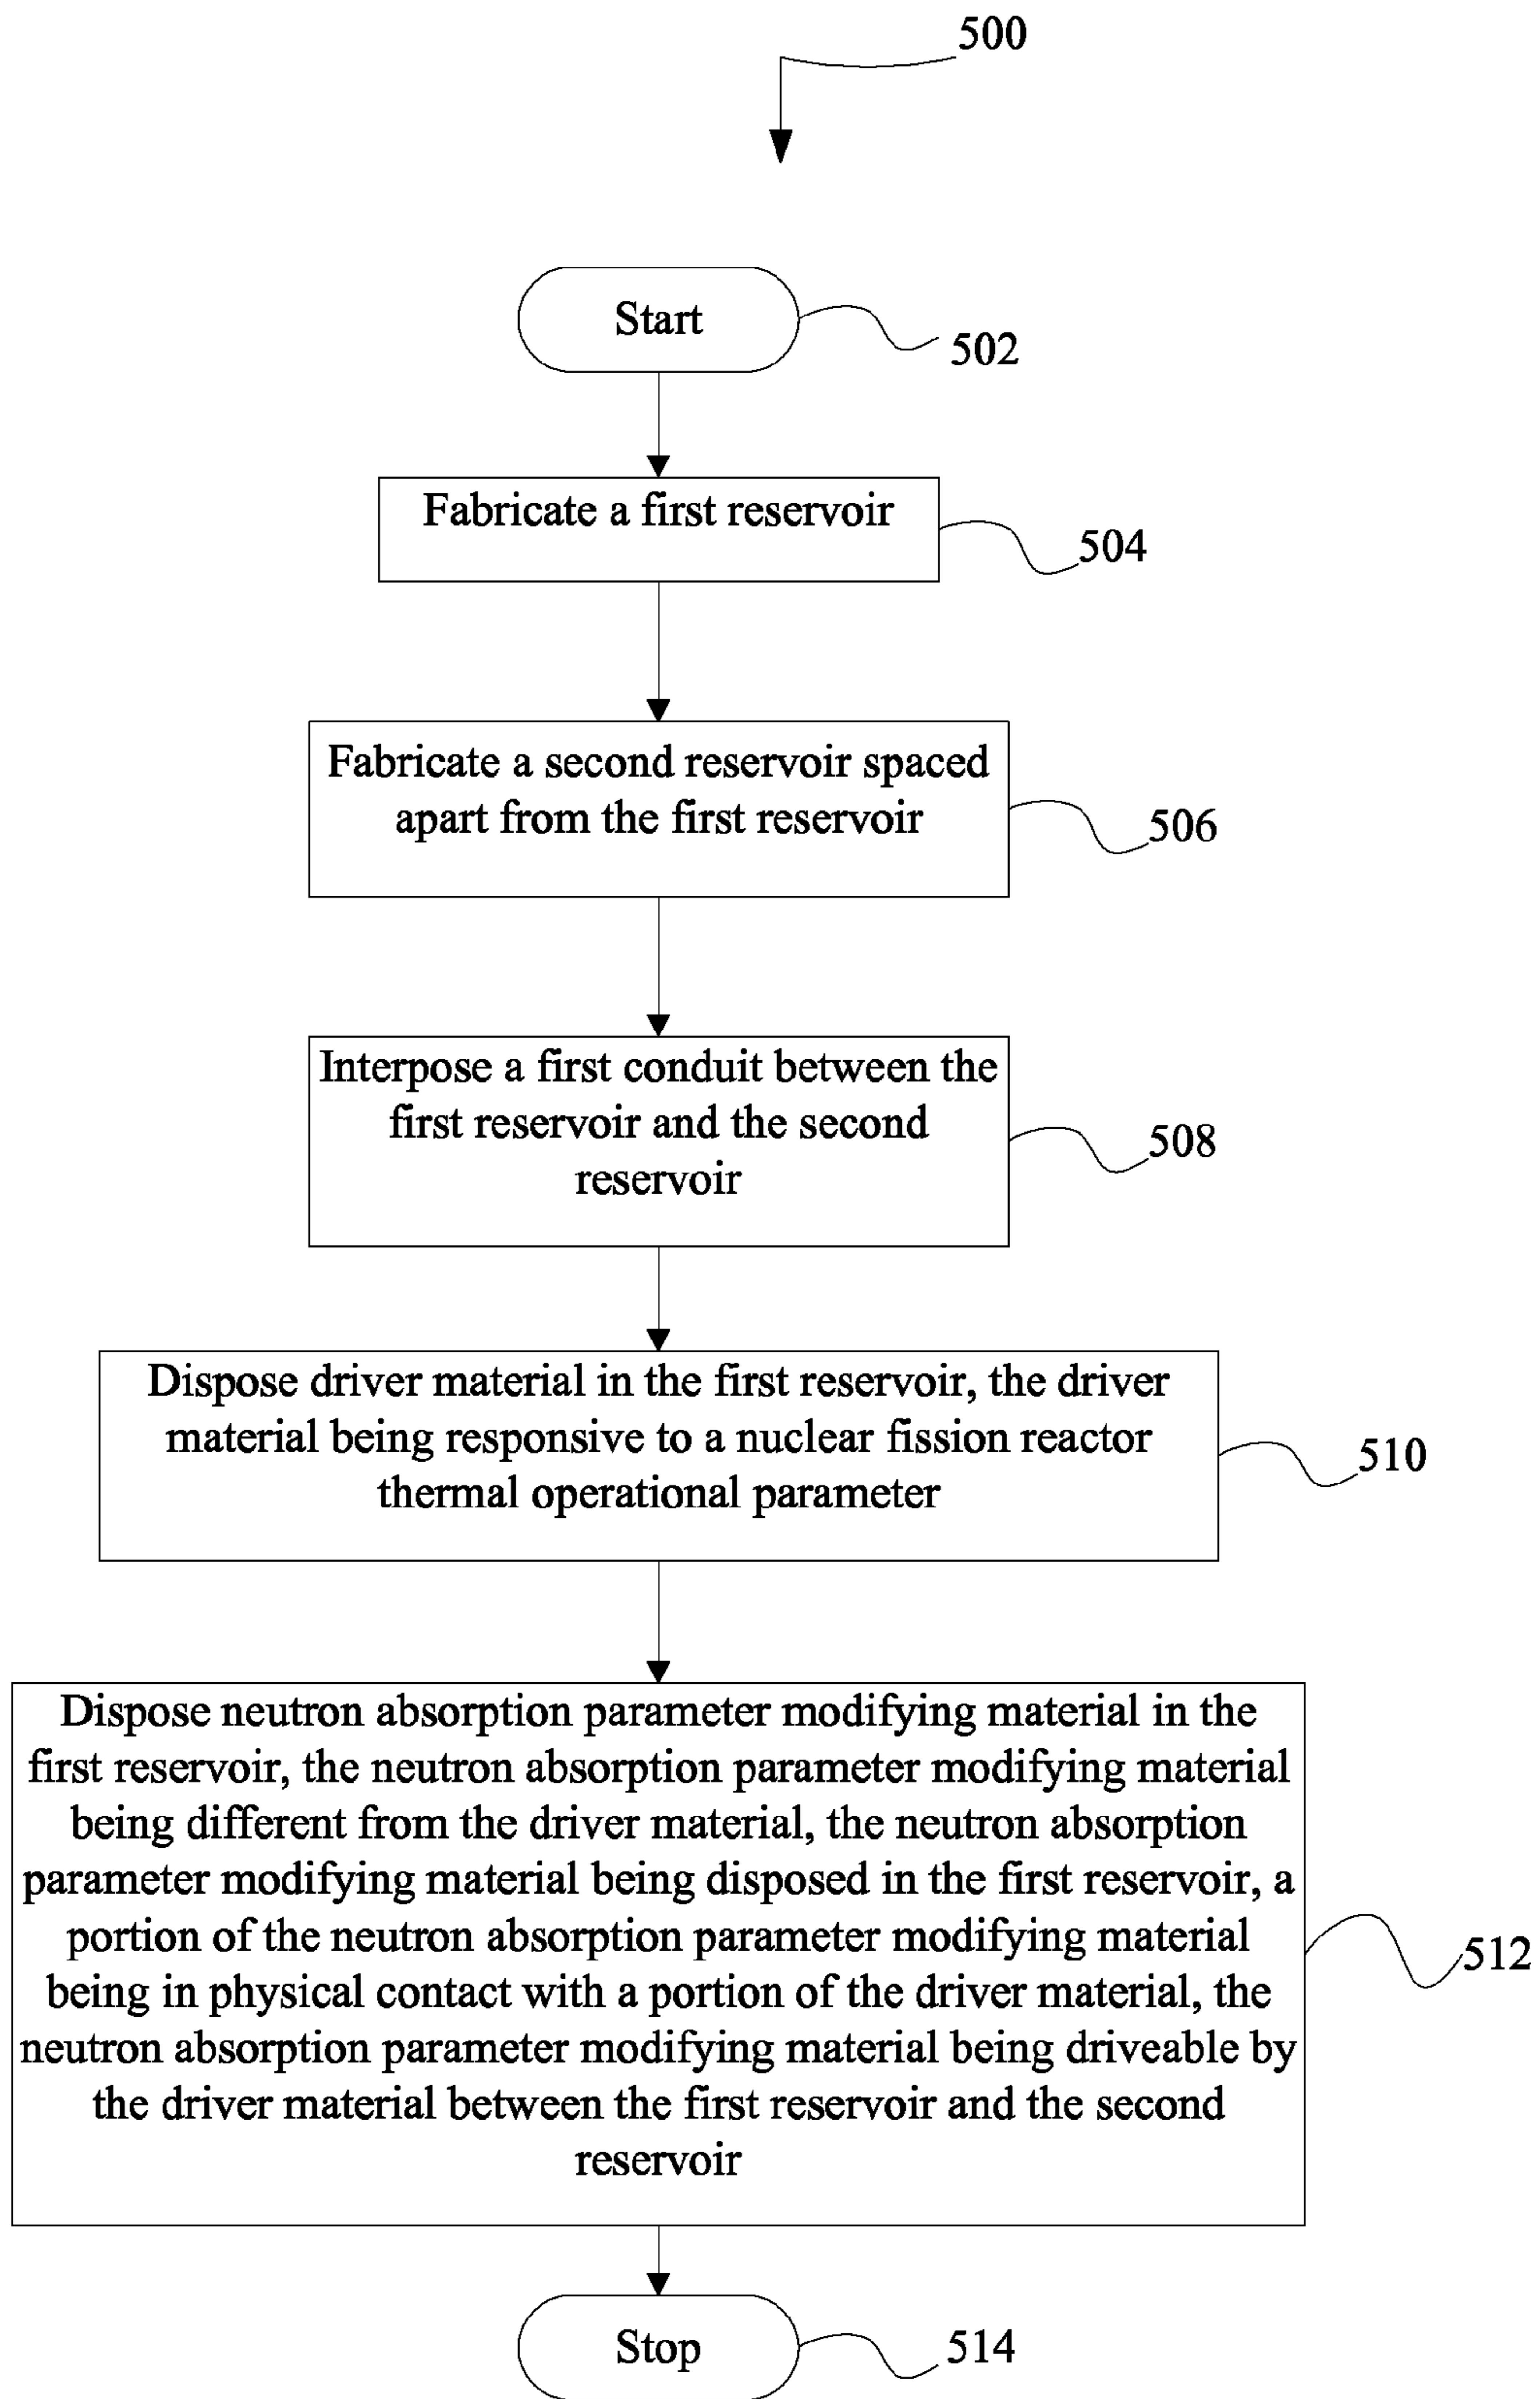 500
Start
502
Fabricate a first reservoir
504
Fabricate a second reservoir spaced
apart from the first reservoir
506
Interpose a first conduit between the
first reservoir and the second
reservoir
508
Dispose driver material in the first reservoir, the driver
material being responsive to a nuclear fission reactor
thermal operational parameter
510
Dispose neutron absorption parameter modifying material in the
first reservoir, the neutron absorption parameter modifying material
being different from the driver material, the neutron absorption
parameter modifying material being disposed in the first reservoir, a
portion of the neutron absorption parameter modifying material
being in physical contact with a portion of the driver material, the
neutron absorption parameter modifying material being driveable by
the driver material between the first reservoir and the second
reservoir
512
Stop
514